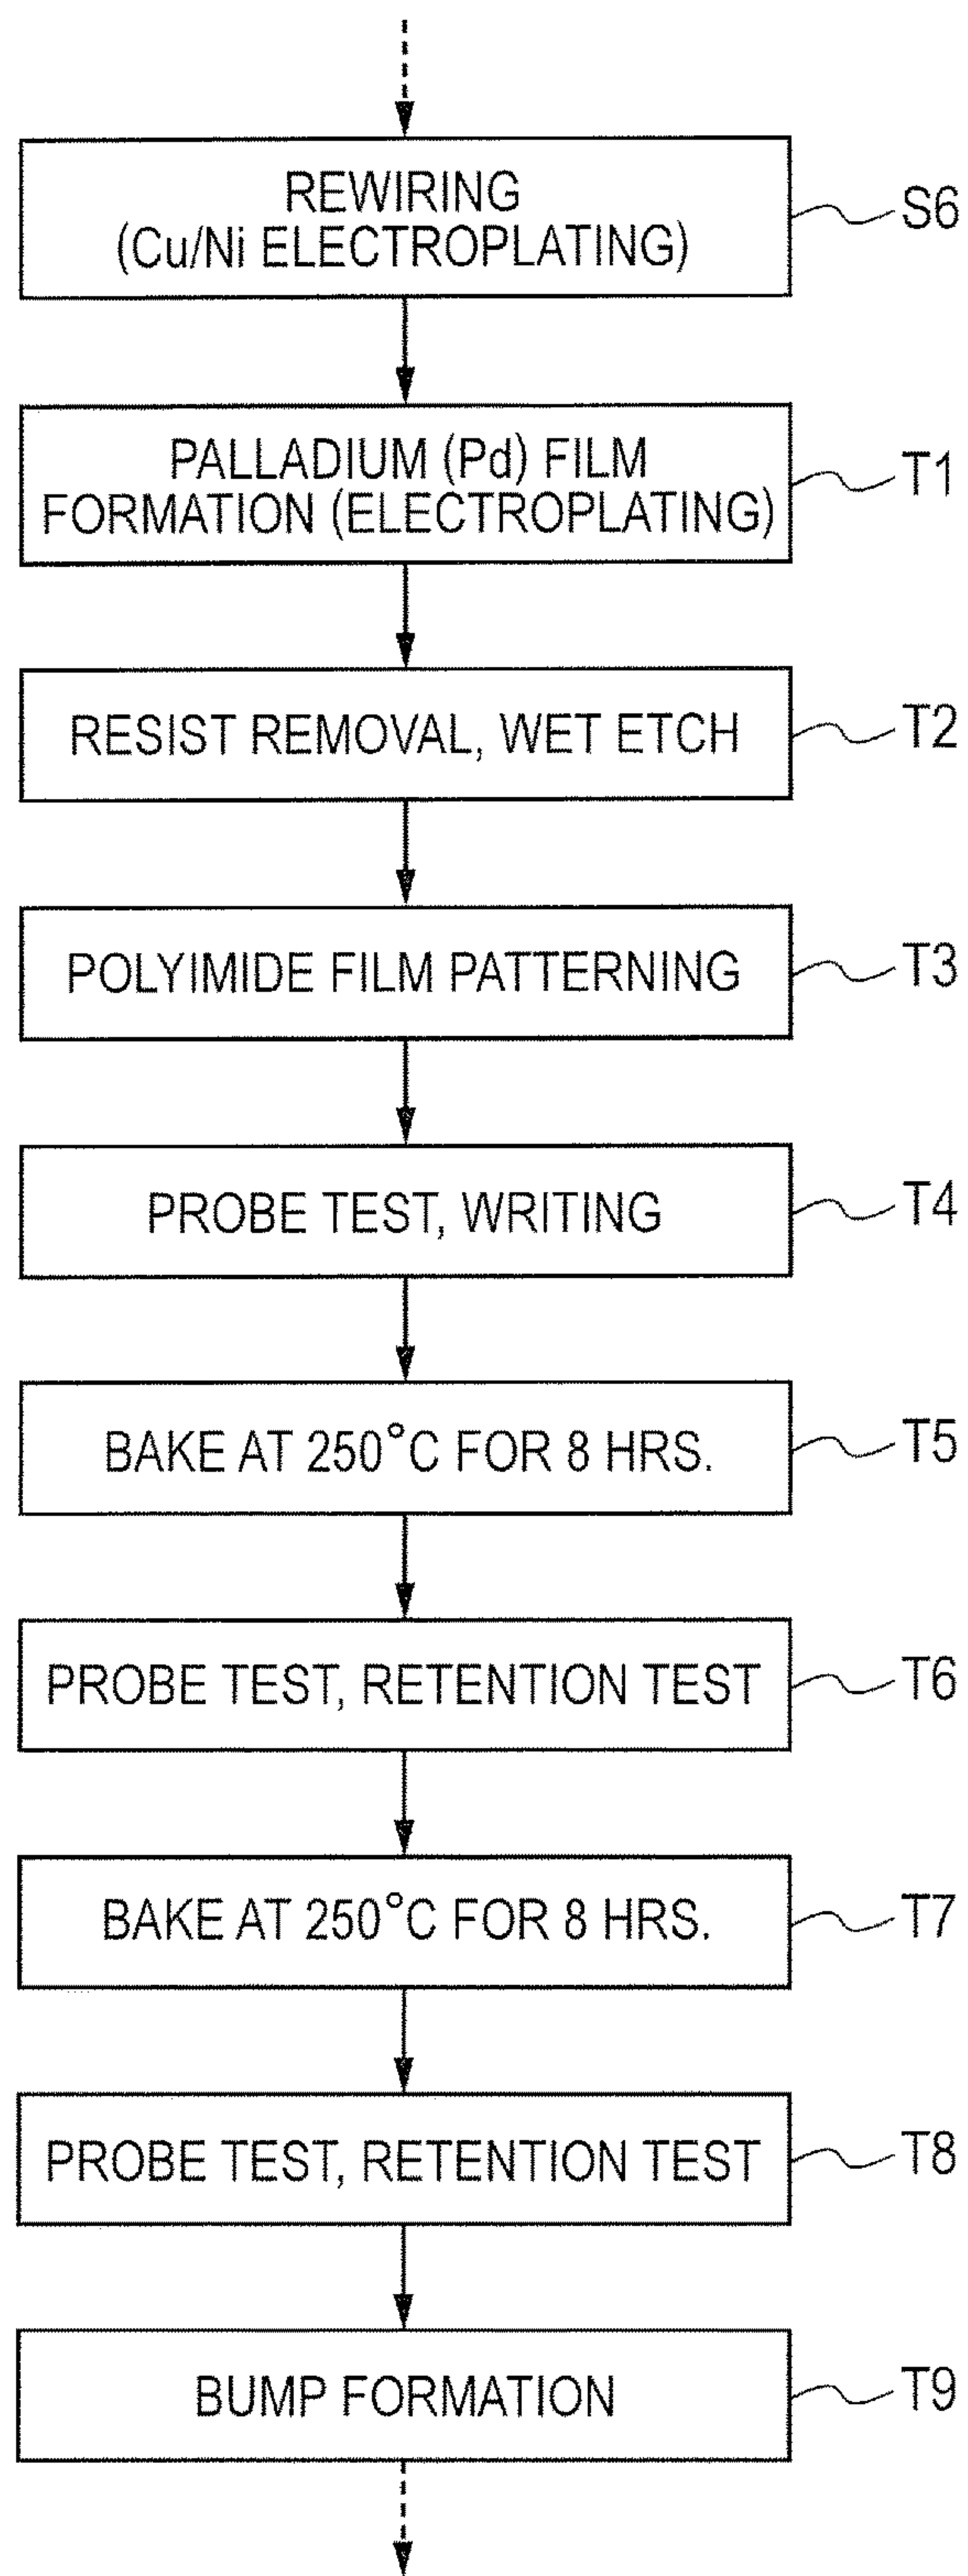 REWIRING
(Cu/Ni ELECTROPLATING)
S6
PALLADIUM (Pd) FILM
FORMATION (ELECTROPLATING)
T1
RESIST REMOVAL, WET ETCH
T2
POLYIMIDE FILM PATTERNING
T3
PROBE TEST, WRITING
T4
BAKE AT 250°C FOR 8 HRS.
T5
PROBE TEST, RETENTION TEST
T6
BAKE AT 250°C FOR 8 HRS.
T7
PROBE TEST, RETENTION TEST
T8
BUMP FORMATION
T9